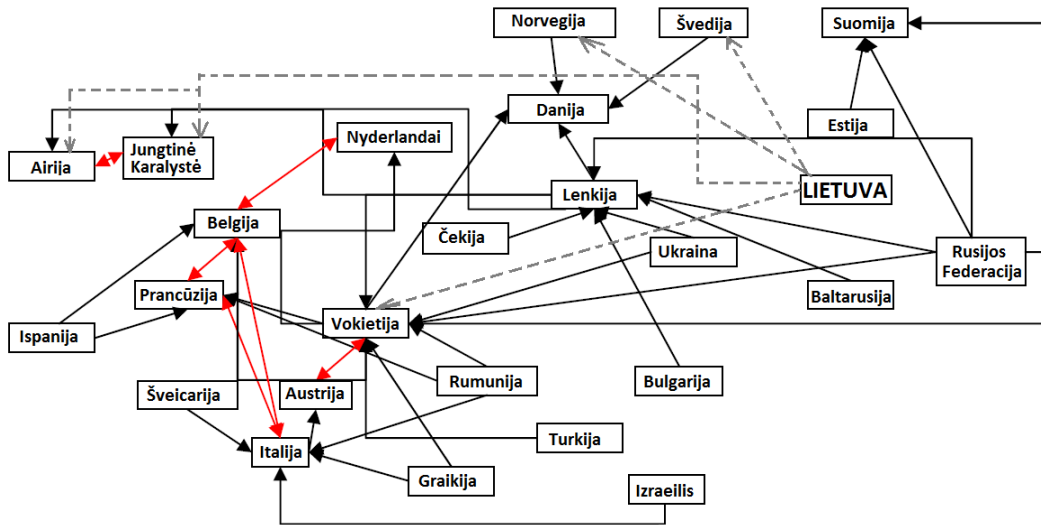 Norvegija
Švedija
Suomija
Danija
Estija
Nyderlandai
Jungtinė
Karalystė
Airija
Lenkija
LIETUVA
Belgija
Čekija
Ukraina
Rusijos
Federacija
Prancūzija
Baltarusija
Ispanija
Vokietija
Šveicarija
Austrija
Rumunija
Bulgarija
Italija
Turkija
Graikija
Izraeilis